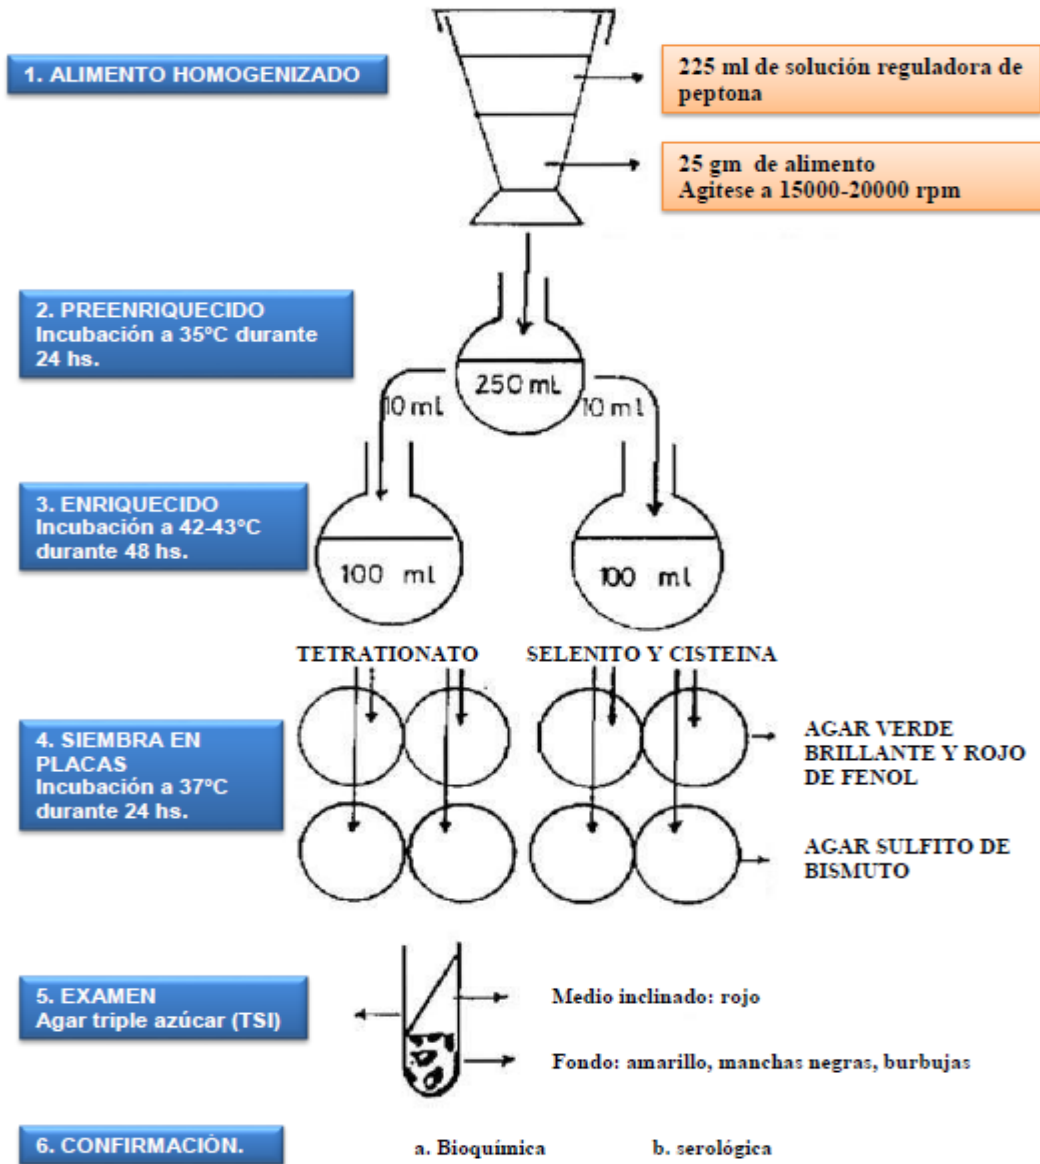 1. ALIMENTO HOMOGENIZADO
225 ml de solución reguladora de
peptona
25 gm de alimento
Agitese a 15000-20000 rpm
2. PREENRIQUECIDO
Incubación a 35°C durante
24 hs.
250 mL
10 mL
10 mL
3. ENRIQUECIDO
Incubación a 42-43°C
durante 48 hs.
100 mL
100 mL
TETRATIONATO
SELENITO Y CISTEINA
4. SIEMBRA EN
PLACAS
Incubación a 37°C
durante 24 hs.
AGAR VERDE
BRILLANTE Y ROJO
DE FENOL
AGAR SULFITO DE
BISMUTO
5. EXAMEN
Agar triple azúcar (TSI)
Medio inclinado: rojo
Fondo: amarillo, manchas negras, burbujas
6. CONFIRMACIÓN.
a. Bioquímica
b. serológica